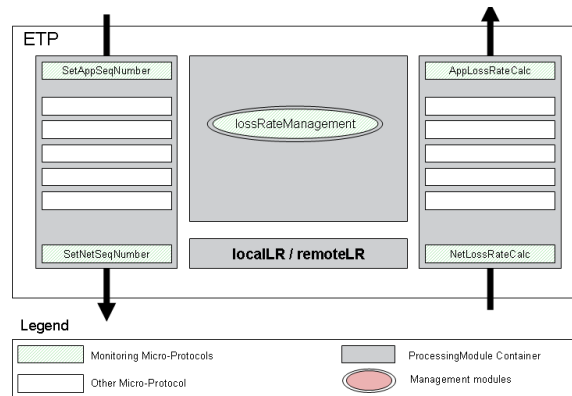 ETP
SetAppSeqNumber
AppLossRateCalc
lossRateManagement
SetNetSeqNumber
localLR / remoteLR
NetLossRateCalc
Legend
Monitoring Micro-Protocols
ProcessingModule Container
Other Micro-Protocol
Management modules